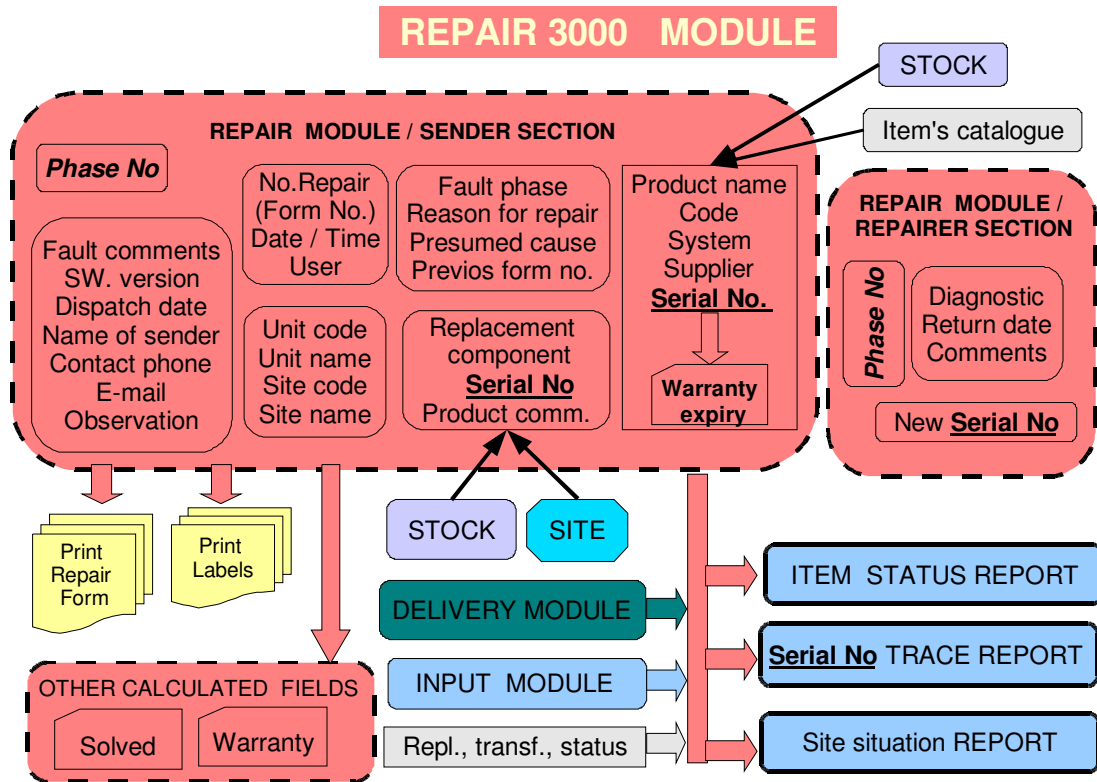 REPAIR 3000 MODULE
STOCK
Item's catalogue
REPAIR MODULE / SENDER SECTION
Phase No
Fault comments
SW. version
Dispatch date
Name of sender
Contact phone
E-mail
Observation
No.Repair
(Form No.)
Date / Time
User
Unit code
Unit name
Site code
Site name
Fault phase
Reason for repair
Presumed cause
Previos form no.
Replacement
component
Serial No
Product comm.
Product name
Code
System
Supplier
Serial No.
Warranty
expiry
REPAIR MODULE /
REPAIRER SECTION
Phase No
Diagnostic
Return date
Comments
New Serial No
Print
Repair
Form
Print
Labels
STOCK
SITE
DELIVERY MODULE
INPUT MODULE
Repl., transf., status
ITEM STATUS REPORT
Serial No TRACE REPORT
Site situation REPORT
OTHER CALCULATED FIELDS
Solved
Warranty